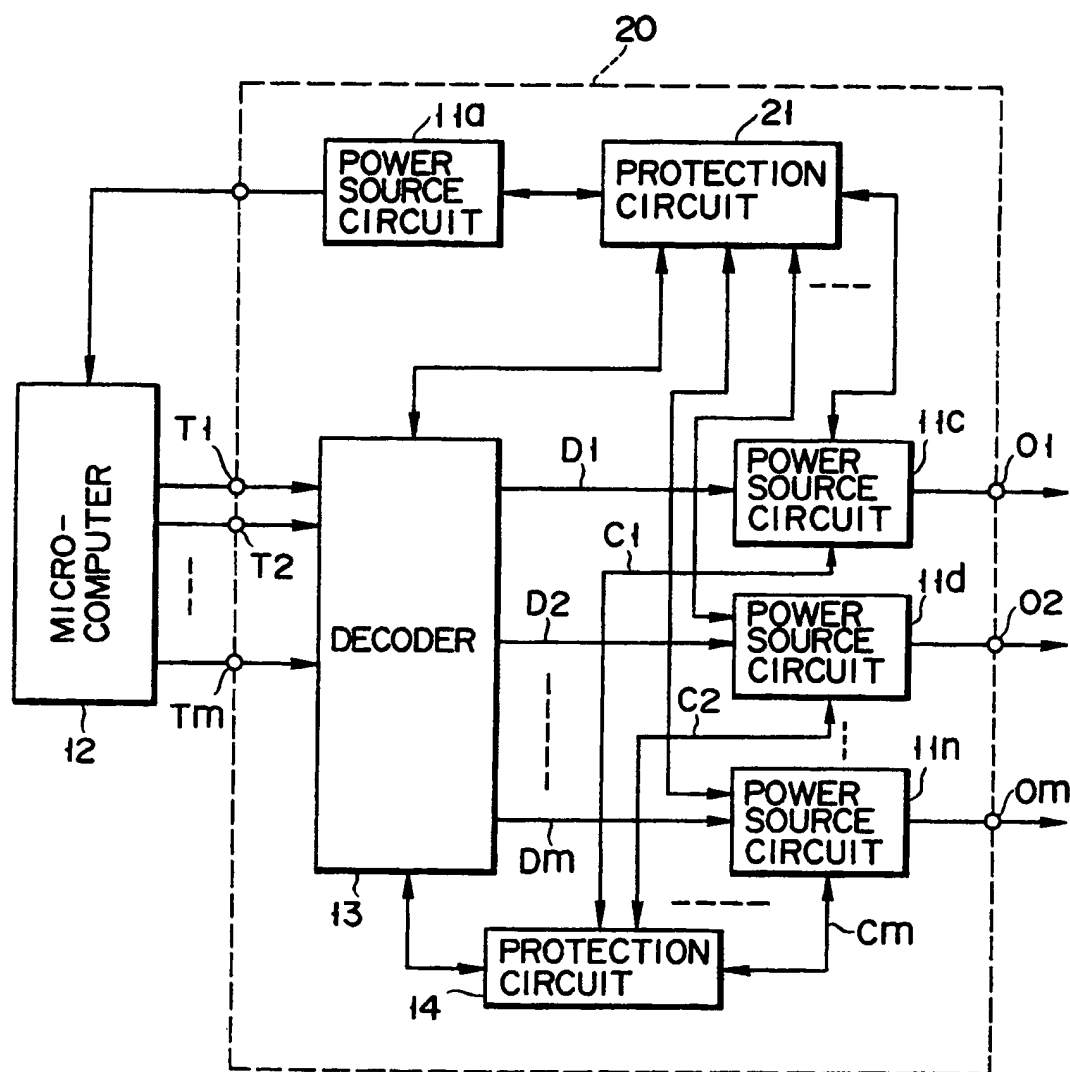 20
11a
POWER
SOURCE
CIRCUIT
21
PROTECTION
CIRCUIT
MICRO-
COMPUTER
12
T1
T2
Tm
DECODER
13
D1
D2
Dm
C1
C2
Cm
11c
POWER
SOURCE
CIRCUIT
O1
11d
POWER
SOURCE
CIRCUIT
O2
11n
POWER
SOURCE
CIRCUIT
Om
PROTECTION
CIRCUIT
14